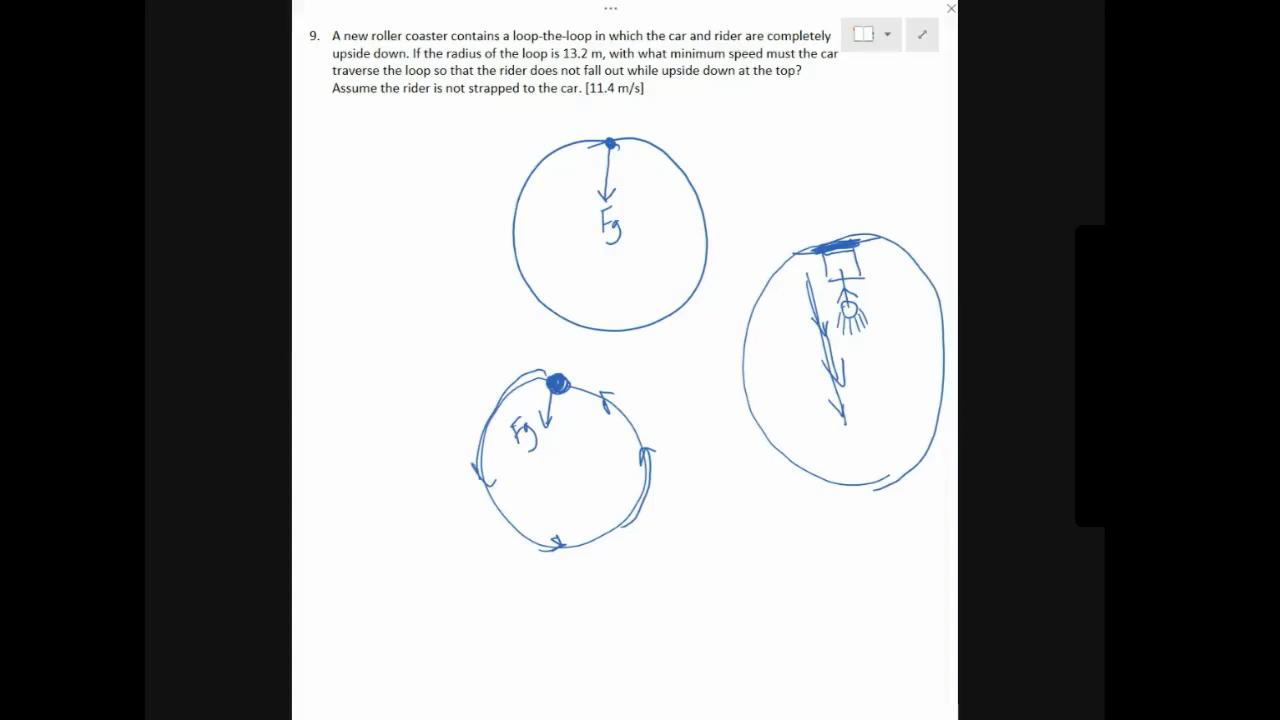 9. A new roller coaster contains a loop-the-loop in which the car and rider are completely
upside down. If the radius of the loop is 13.2 m, with what minimum speed must the car
traverse the loop so that the rider does not fall out while upside down at the top?
Assume the rider is not strapped to the car. [11.4 m/s]
Fg
Fg